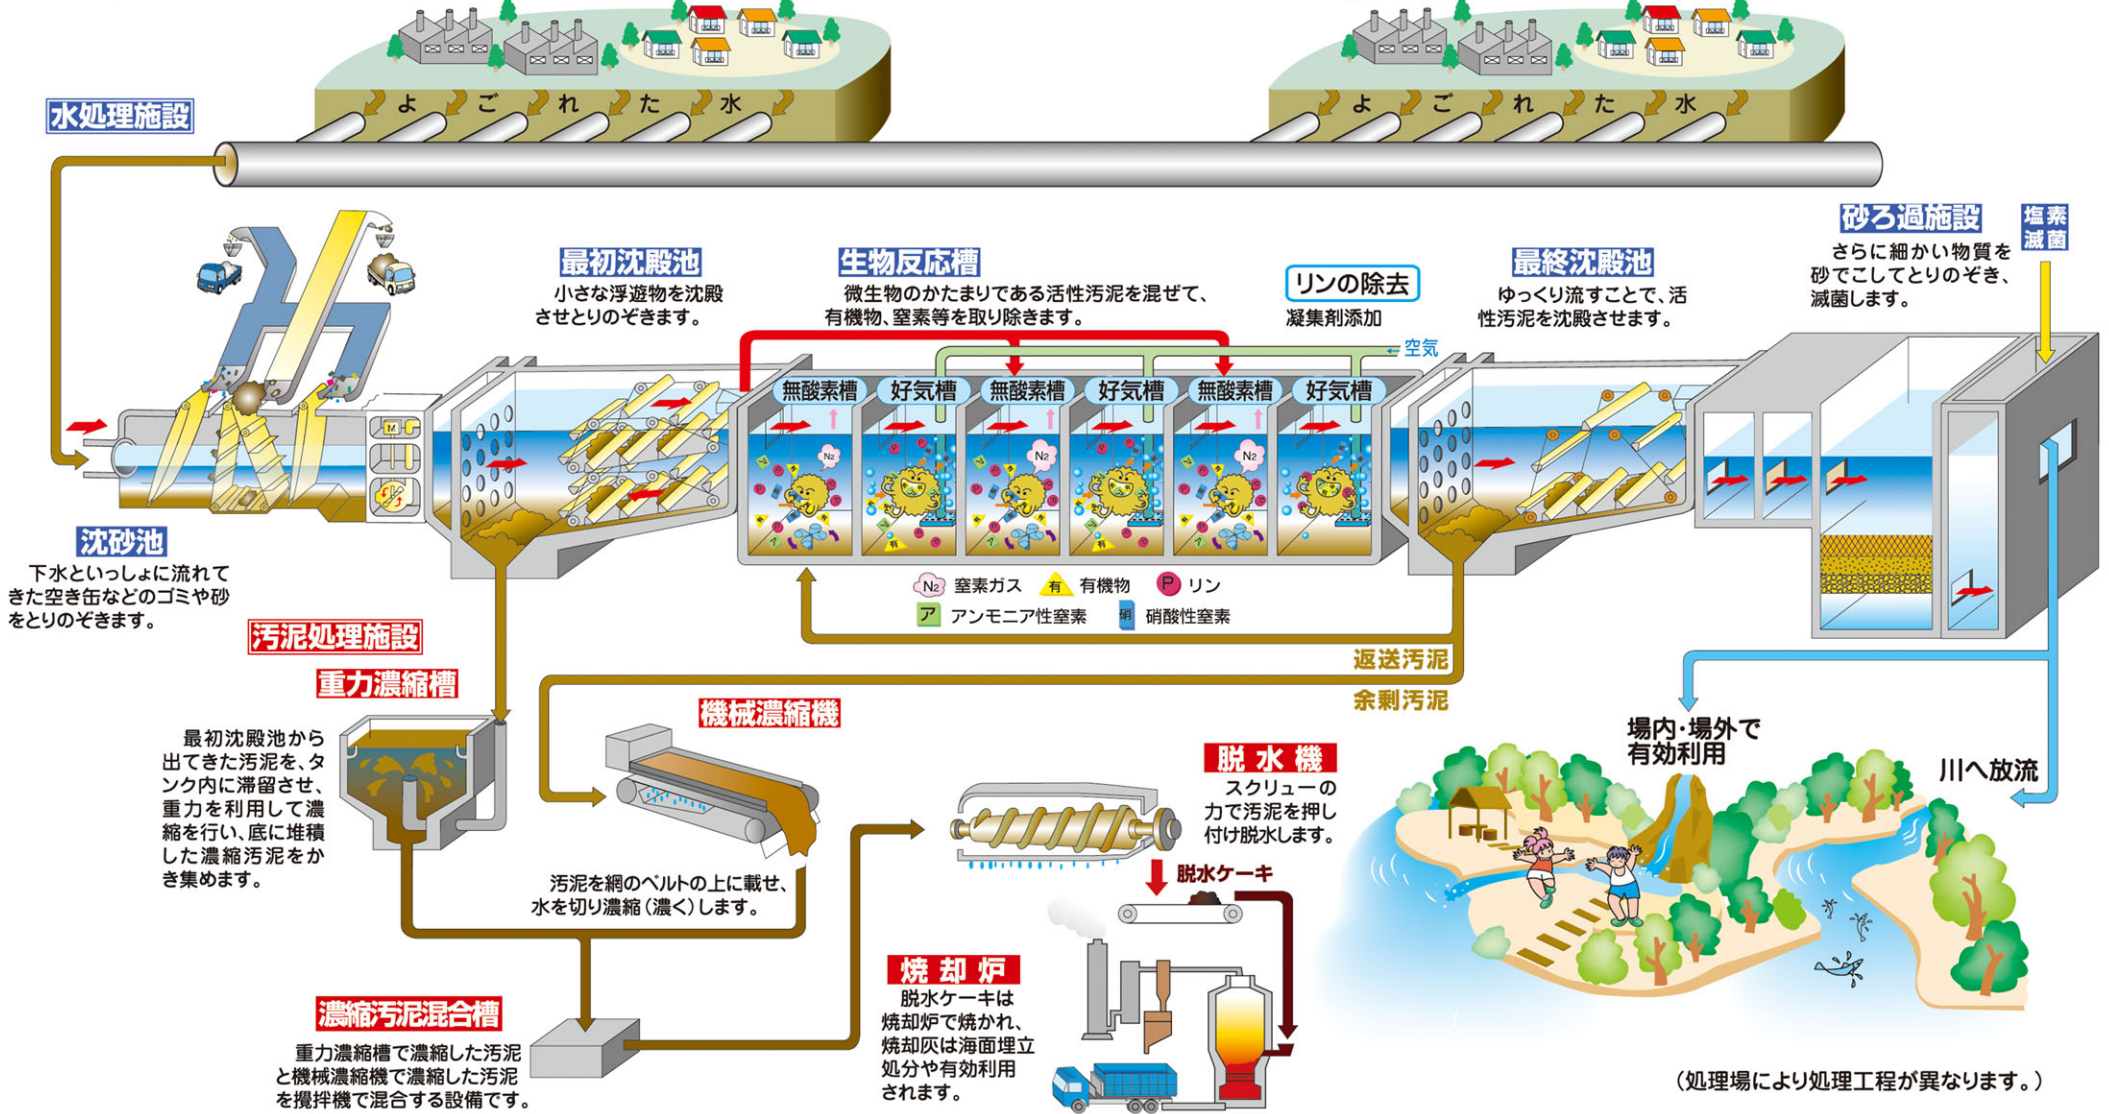 よごれた水
よごれた水
水処理施設
沈砂池
下水といっしょに流れて
きた空き缶などのゴミや砂
をとりのぞきます。
M
最初沈殿池
小さな浮遊物を沈殿
させとりのぞきます。
生物反応槽
微生物のかたまりである活性汚泥を混ぜて、
有機物、窒素等を取り除きます。
リンの除去
凝集剤添加
←空気
無酸素槽 好気槽 無酸素槽 好気槽 無酸素槽 好気槽
N2 N2 N2
N2 窒素ガス 有 有機物 P リン
ア アンモニア性窒素 硝 硝酸性窒素
最終沈殿池
ゆっくり流すことで、活
性汚泥を沈殿させます。
砂ろ過施設
さらに細かい物質を
砂でこしてとりのぞき、
滅菌します。
塩素
滅菌
返送汚泥
余剰汚泥
汚泥処理施設
重力濃縮槽
最初沈殿池から
出てきた汚泥を、タ
ンク内に滞留させ、
重力を利用して濃
縮を行い、底に堆積
した濃縮汚泥をか
き集めます。
機械濃縮機
汚泥を網のベルトの上に載せ、
水を切り濃縮(濃く)します。
濃縮汚泥混合槽
重力濃縮槽で濃縮した汚泥
と機械濃縮機で濃縮した汚泥
を攪拌機で混合する設備です。
脱水機
スクリューの
力で汚泥を押し
付け脱水します。
脱水ケーキ
焼却炉
脱水ケーキは
焼却炉で焼かれ、
焼却灰は海面埋立
処分や有効利用
されます。
場内・場外で
有効利用
川へ放流
(処理場により処理工程が異なります。)